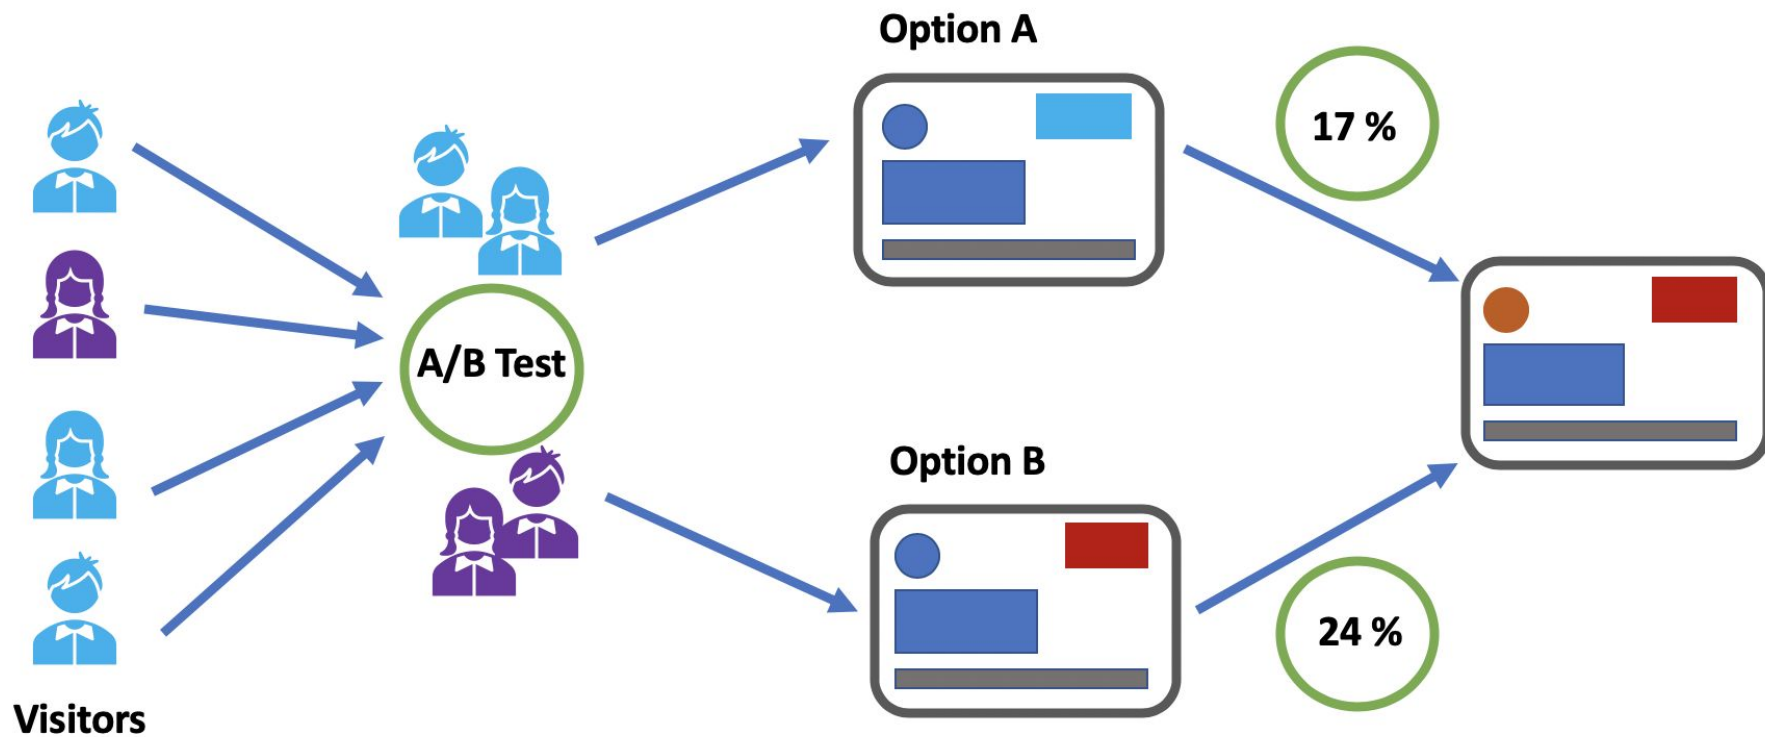 Option A
17 %
A/B Test
Option B
24 %
Visitors